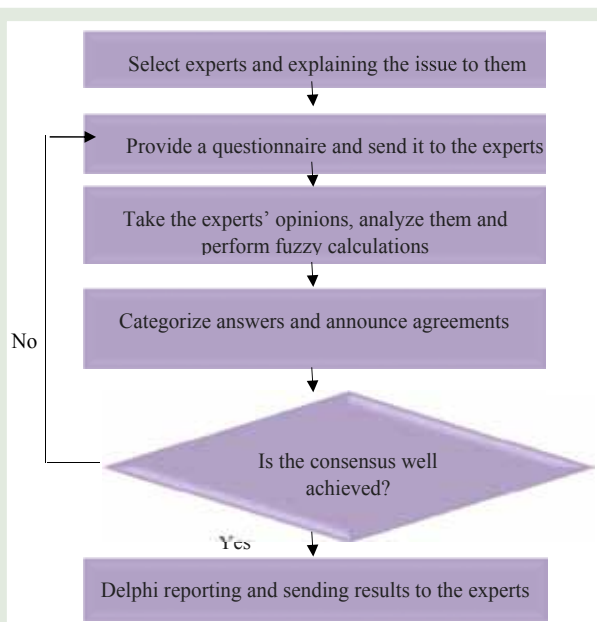 Select experts and explaining the issue to them
Provide a questionnaire and send it to the experts
Take the experts’ opinions, analyze them and
perform fuzzy calculations
Categorize answers and announce agreements
No
Is the consensus well
achieved?
Yes
Delphi reporting and sending results to the experts